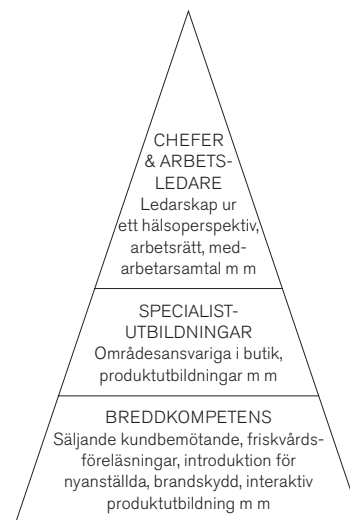 CHEFER
& ARBETS-
LEDARE
Ledarskap ur
ett hälsoperspektiv,
arbetsrätt, med-
arbetarsamtal m m
SPECIALIST-
UTBILDNINGAR
Områdesansvariga i butik,
produktutbildningar m m
BREDDKOMPETENS
Säljande kundbemötande, friskvårds-
föreläsningar, introduktion för
nyanställda, brandskydd, interaktiv
produktutbildning m m